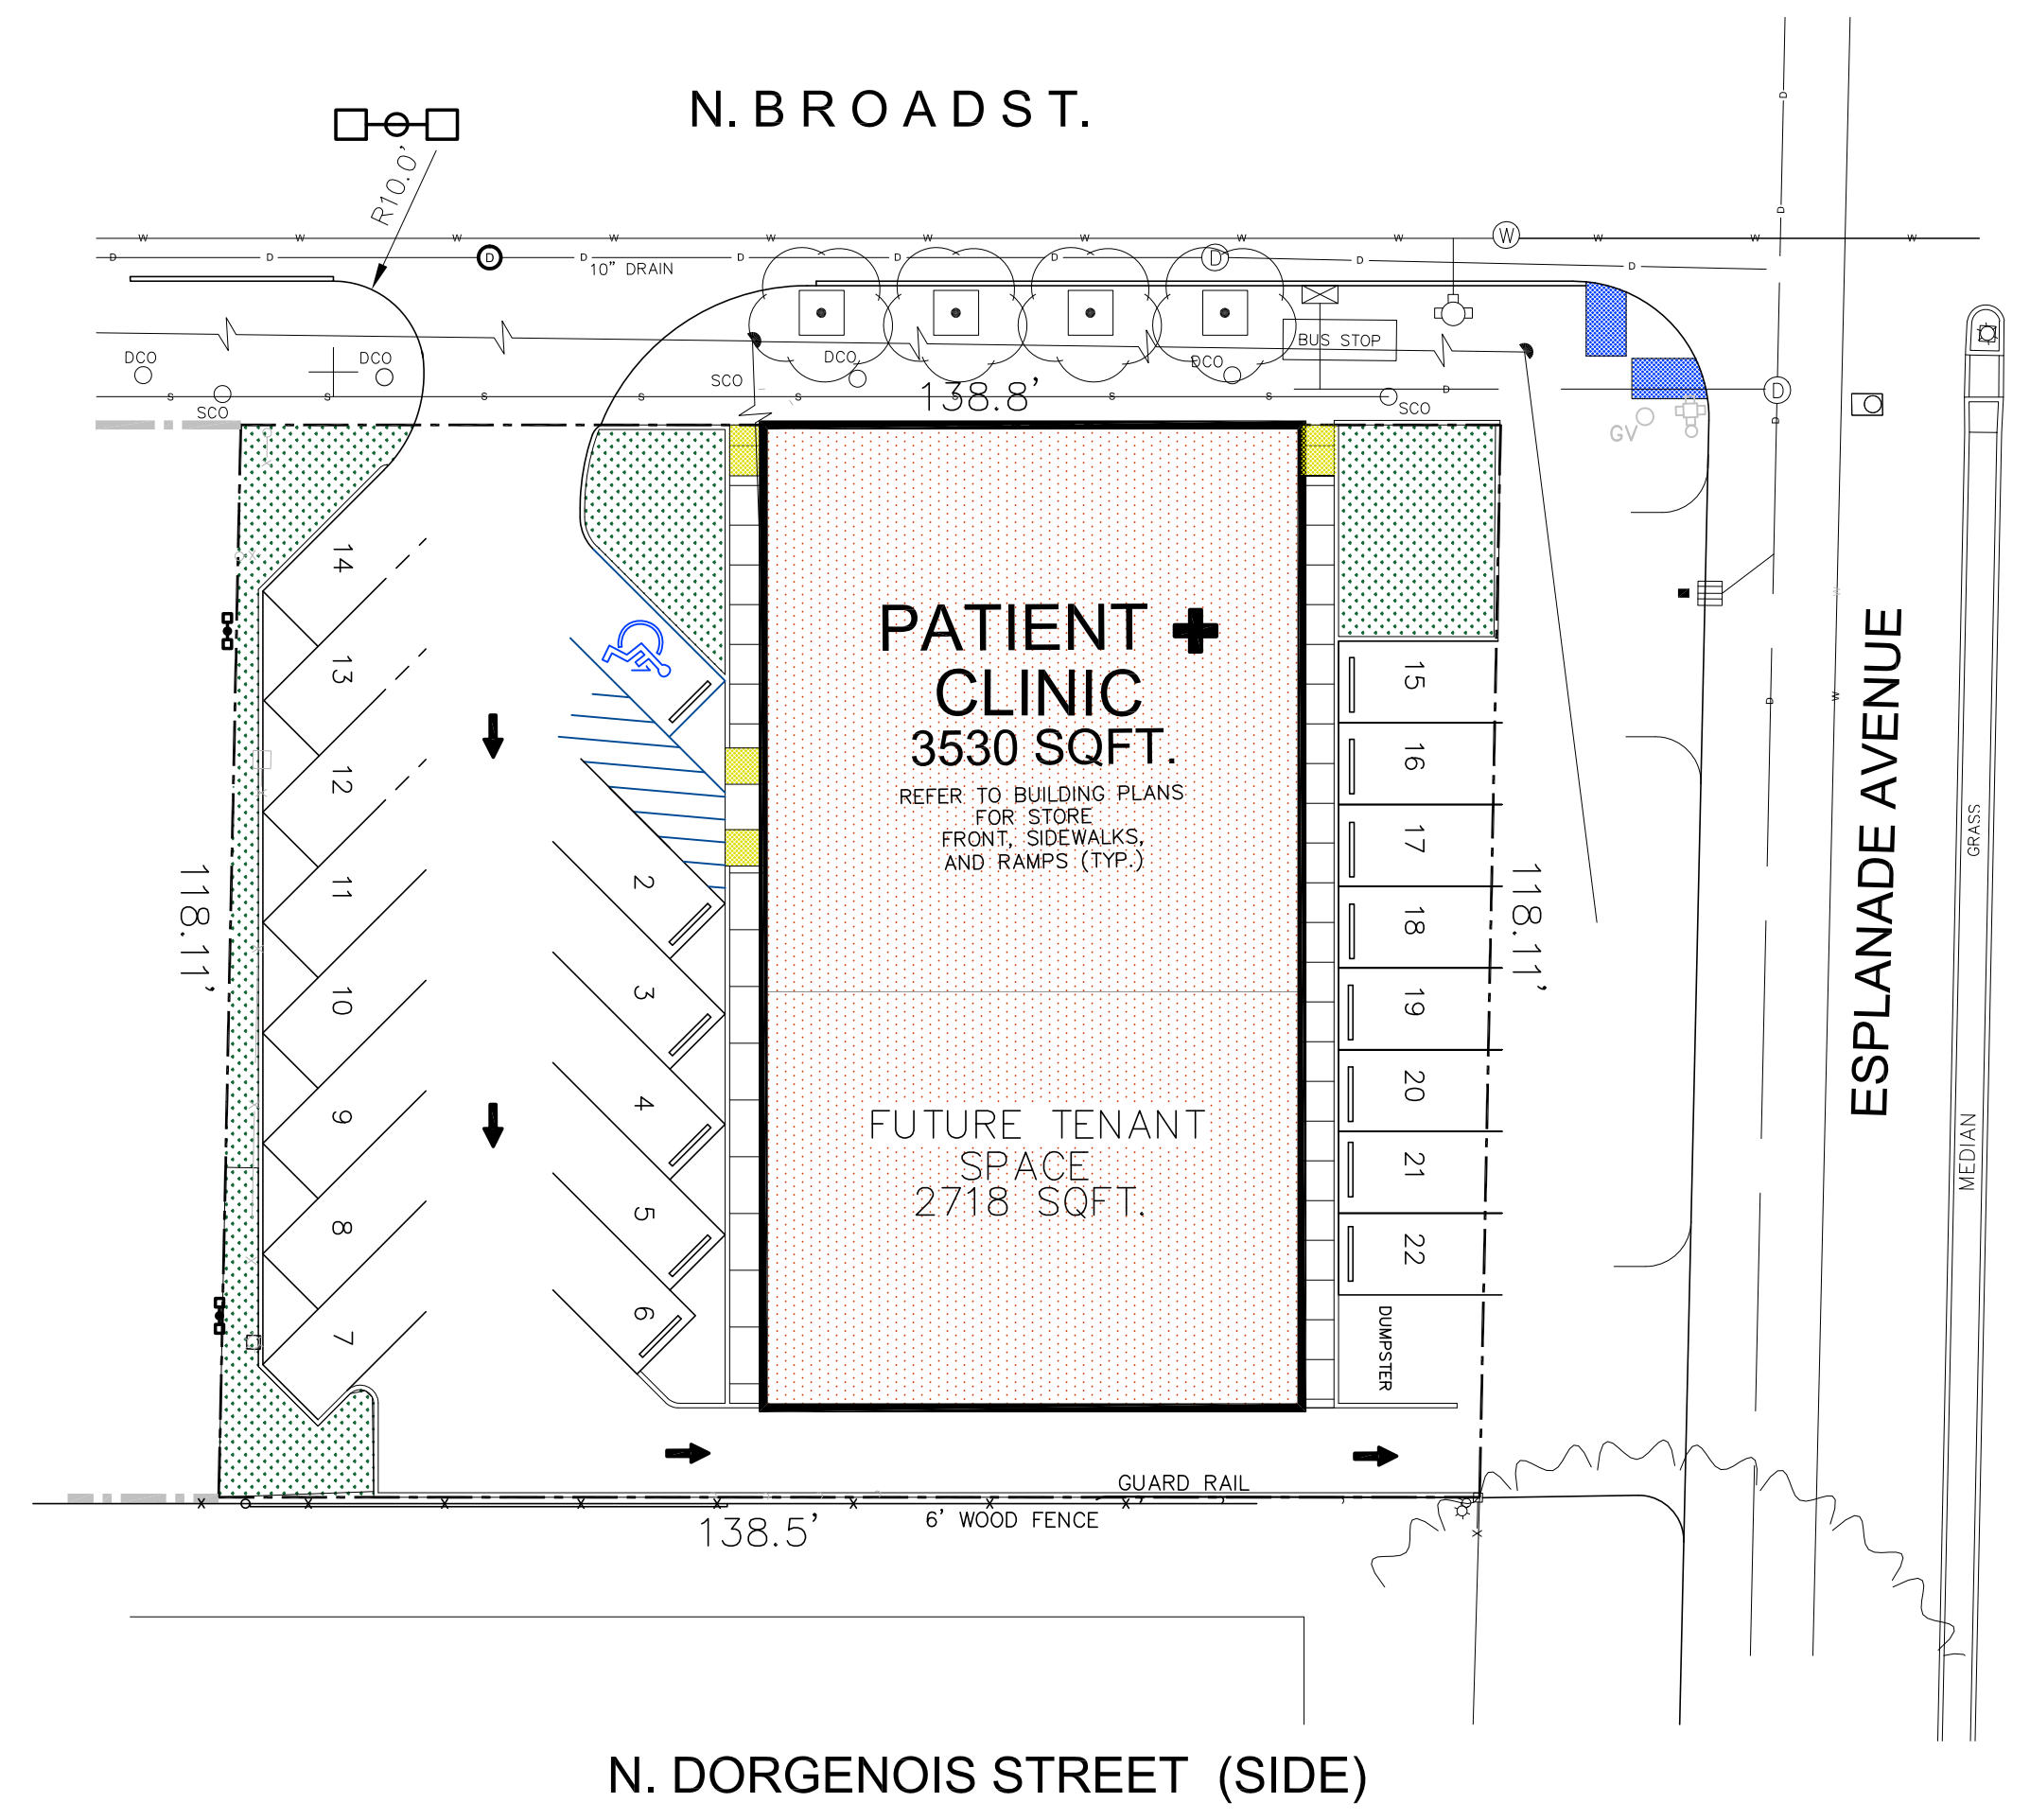 N. B R O A D S T.
R10.0'
W W W W W W W W W W W W W
D D D D D D D D D D
10" DRAIN
BUS STOP
DCO DCO DCO DCO
SCO SCO SCO
S S S S S S S
138.8'
GV
14
13
12
11
10
9
8
7
1
2
3
4
5
6
PATIENT
CLINIC
3530 SQFT.
REFER TO BUILDING PLANS
FOR STORE
FRONT, SIDEWALKS,
AND RAMPS (TYP.)
FUTURE TENANT
SPACE
2718 SQFT.
15
16
17
18
19
20
21
22
DUMPSTER
118.11'
118.11'
ESPLANADE AVENUE
GRASS
MEDIAN
GUARD RAIL
6' WOOD FENCE
138.5'
X X X X X X X X
N. DORGENOIS STREET (SIDE)